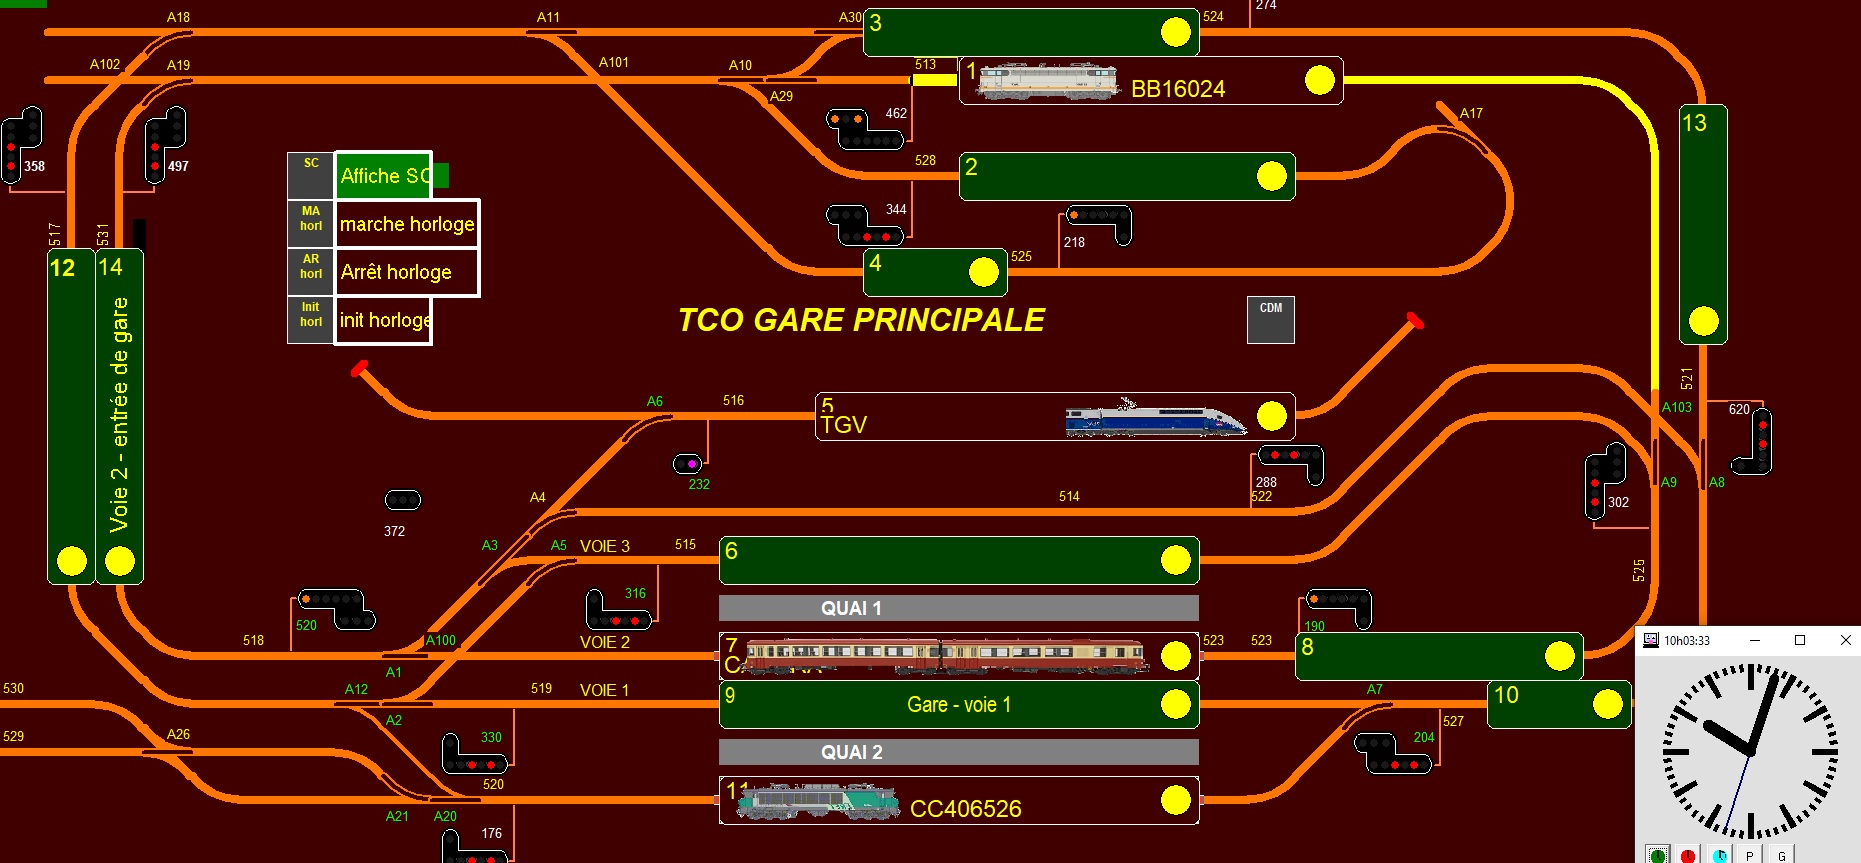 274
A18
A11
A30
3
524
A102
A19
A101
A10
513
1
BB16024
A29
A17
462
13
358
497
SC
Affiche SC
528
2
MA
horl
marche horloge
344
218
517
531
AR
horl
Arrêt horloge
12
14
4
525
Init
horl
init horloge
TCO GARE PRINCIPALE
CDM
Voie 2 - entrée de gare
521
A6
516
5
TGV
A103
620
232
288
A9
A8
372
A4
514
522
302
A3
A5
VOIE 3
515
6
526
520
316
QUAI 1
190
518
A100
VOIE 2
7
523
523
8
10h03:33
A1
530
A12
519
VOIE 1
9
Gare - voie 1
A7
10
A2
527
529
A26
330
QUAI 2
204
520
11
CC406526
A21
A20
176
P
G